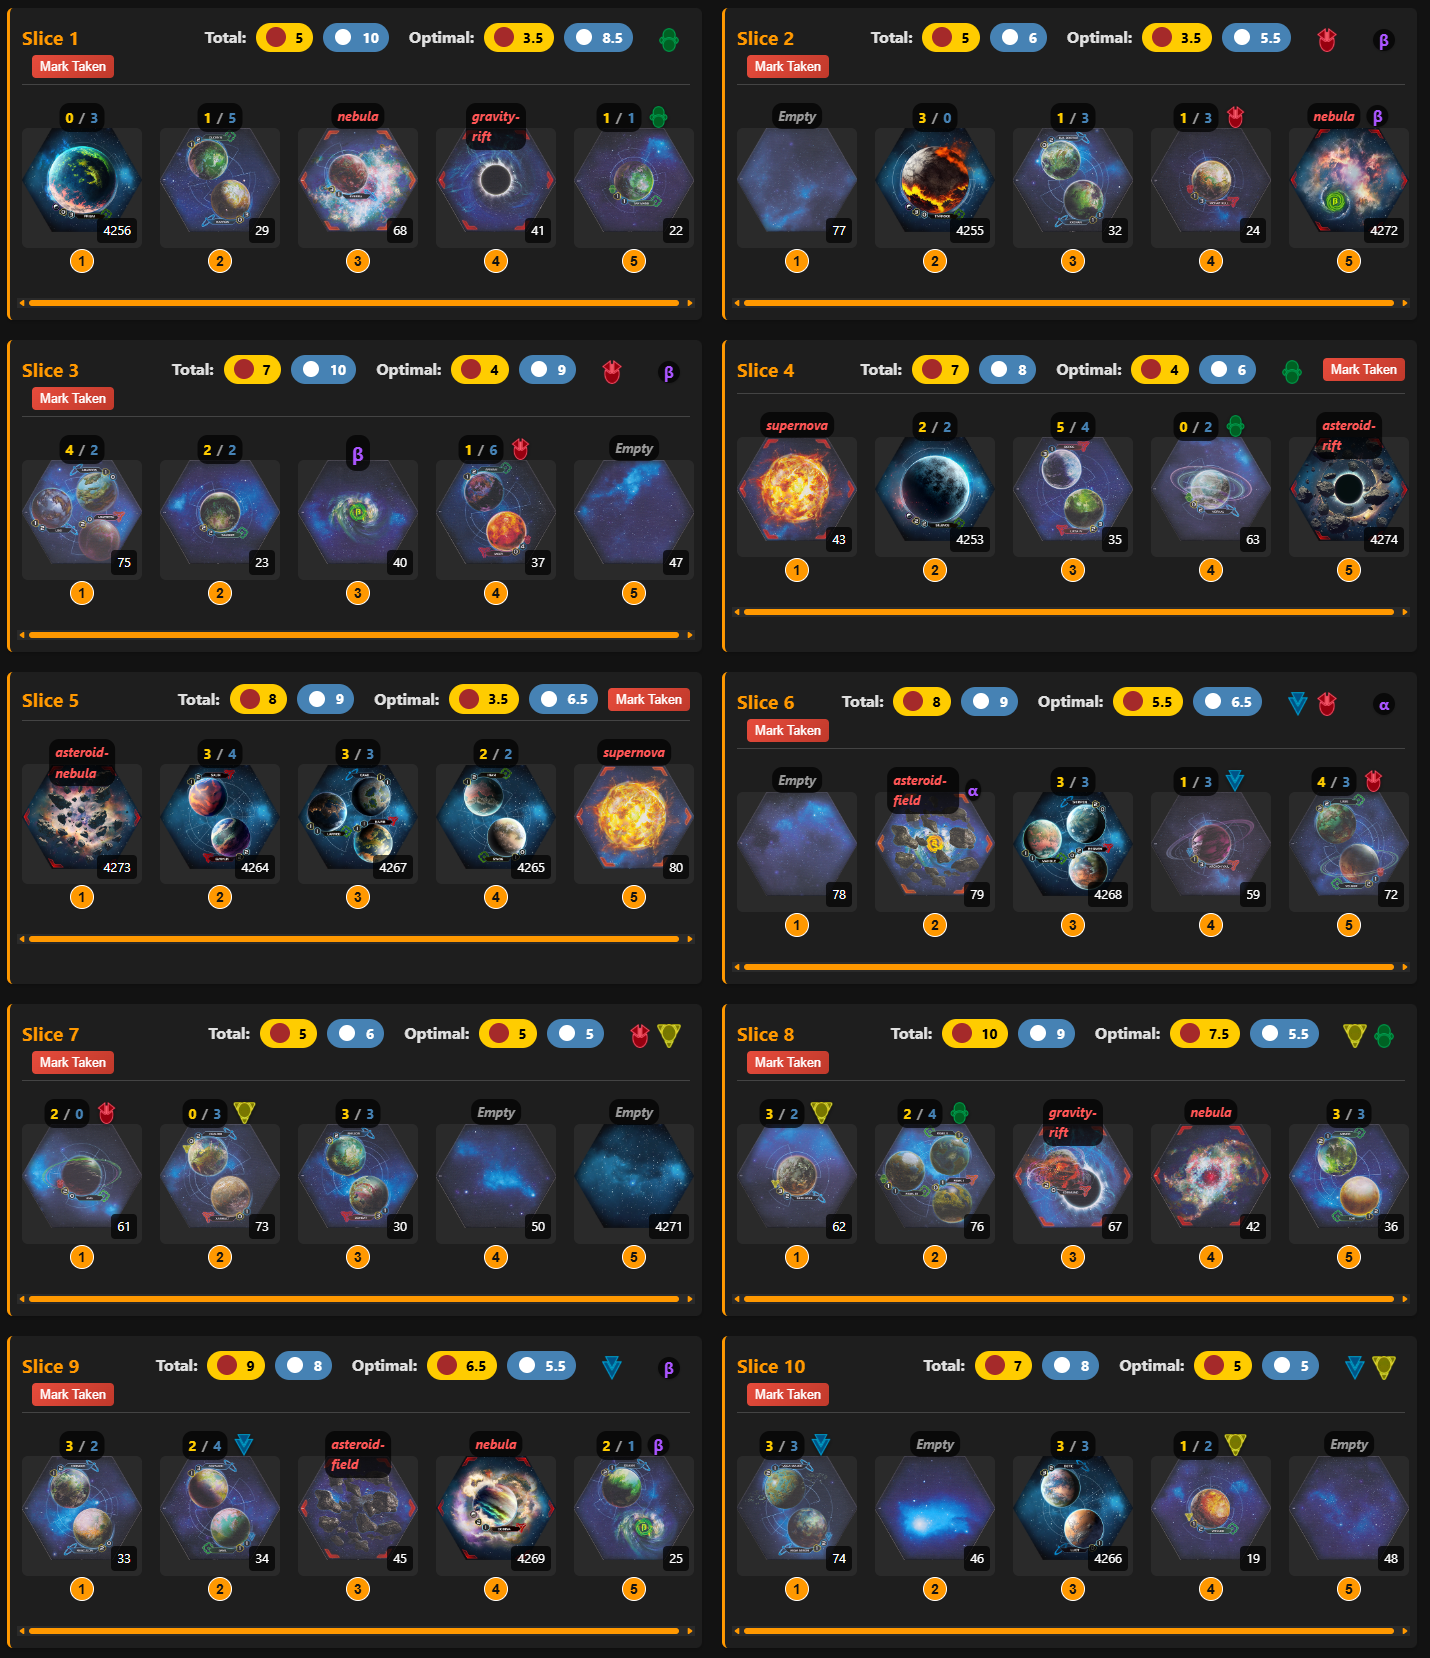 Slice 1
Total: 5 10 Optimal: 3.5 8.5
Mark Taken
0 / 3
1 / 5
nebula
gravity-
rift
1 / 1
4256
29
68
41
22
1
2
3
4
5
Slice 2
Total: 5 6 Optimal: 3.5 5.5 β
Mark Taken
Empty
3 / 0
1 / 3
1 / 3
nebula β
77
4255
32
24
4272
1
2
3
4
5
Slice 3
Total: 7 10 Optimal: 4 9 β
Mark Taken
4 / 2
2 / 2
β
1 / 6
Empty
75
23
40
37
47
1
2
3
4
5
Slice 4
Total: 7 8 Optimal: 4 6 Mark Taken
supernova
2 / 2
5 / 4
0 / 2
asteroid-
rift
43
4253
35
63
4274
1
2
3
4
5
Slice 5
Total: 8 9 Optimal: 3.5 6.5 Mark Taken
asteroid-
nebula
3 / 4
3 / 3
2 / 2
supernova
4273
4264
4267
4265
80
1
2
3
4
5
Slice 6
Total: 8 9 Optimal: 5.5 6.5 α
Mark Taken
Empty
asteroid-
field α
3 / 3
1 / 3
4 / 3
78
79
4268
59
72
1
2
3
4
5
Slice 7
Total: 5 6 Optimal: 5 5
Mark Taken
2 / 0
0 / 3
3 / 3
Empty
Empty
61
73
30
50
4271
1
2
3
4
5
Slice 8
Total: 10 9 Optimal: 7.5 5.5
Mark Taken
3 / 2
2 / 4
gravity-
rift
nebula
3 / 3
62
76
67
42
36
1
2
3
4
5
Slice 9
Total: 9 8 Optimal: 6.5 5.5 β
Mark Taken
3 / 2
2 / 4
asteroid-
field
nebula
2 / 1 β
33
34
45
4269
25
1
2
3
4
5
Slice 10
Total: 7 8 Optimal: 5 5
Mark Taken
3 / 3
Empty
3 / 3
1 / 2
Empty
74
46
4266
19
48
1
2
3
4
5